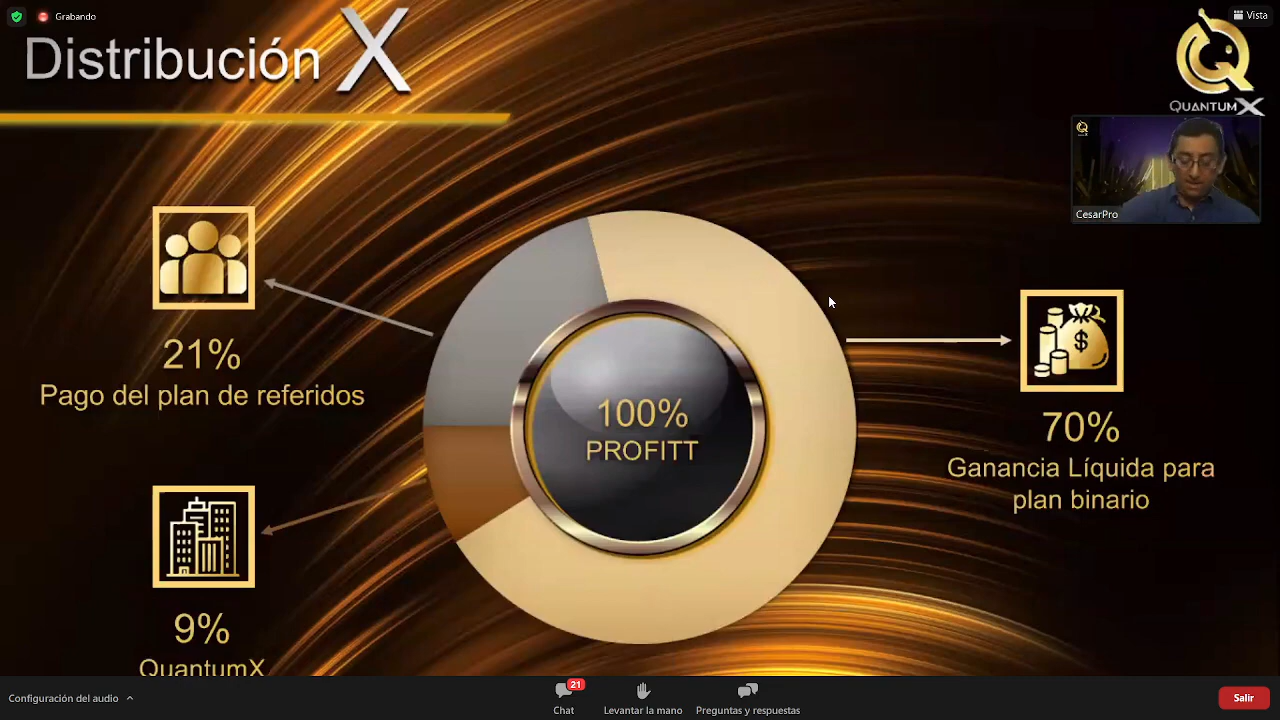 Grabando
Vista
Distribución X
QUANTUMX
CesarPro
21%
Pago del plan de referidos
100%
PROFITT
70%
Ganancia Líquida para
plan binario
9%
QuantumX
Configuración del audio
21
Chat
Levantar la mano
Preguntas y respuestas
Salir